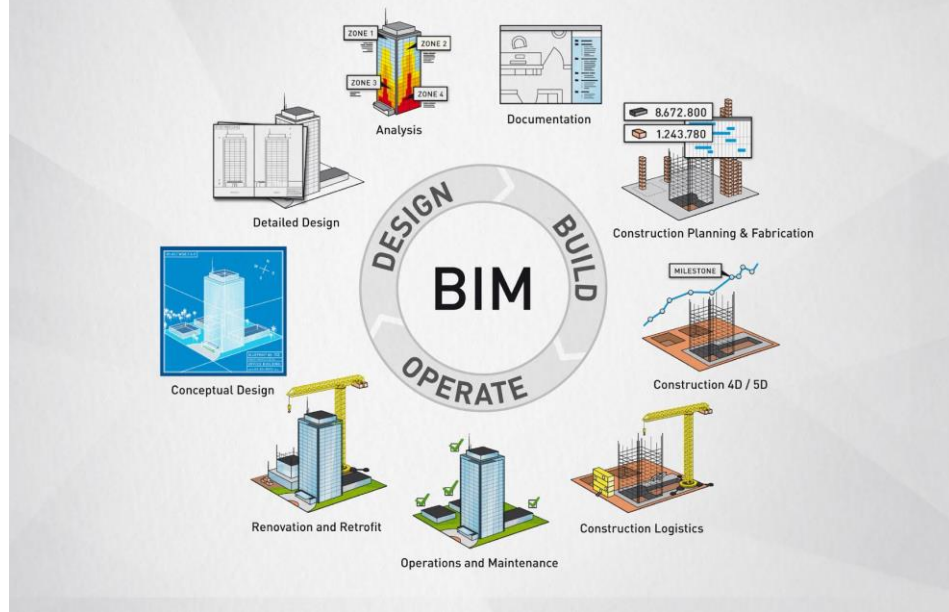 ZONE 1
ZONE 2
ZONE 3
ZONE 4
Analysis
Documentation
8.672.800
1.243.780
Construction Planning & Fabrication
Detailed Design
DESIGN
BUILD
OPERATE
BIM
MILESTONE
Construction 4D / 5D
Conceptual Design
Construction Logistics
Renovation and Retrofit
Operations and Maintenance